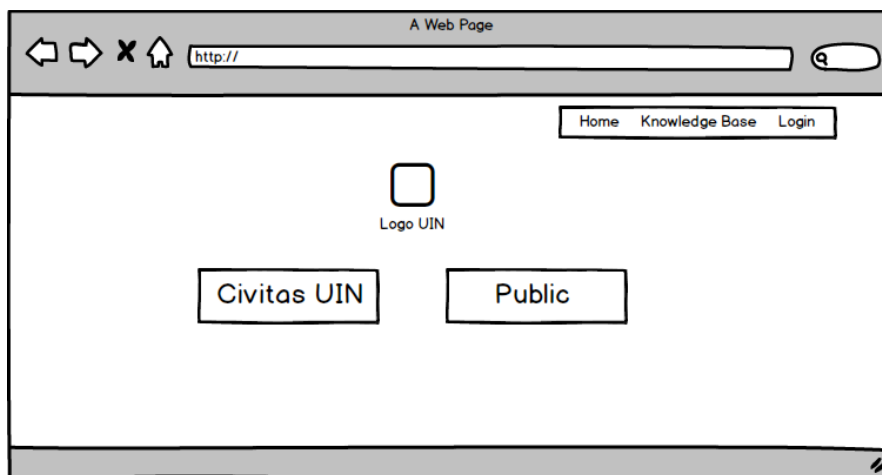 A Web Page
http://
Home Knowledge Base Login
Logo UIN
Civitas UIN Public